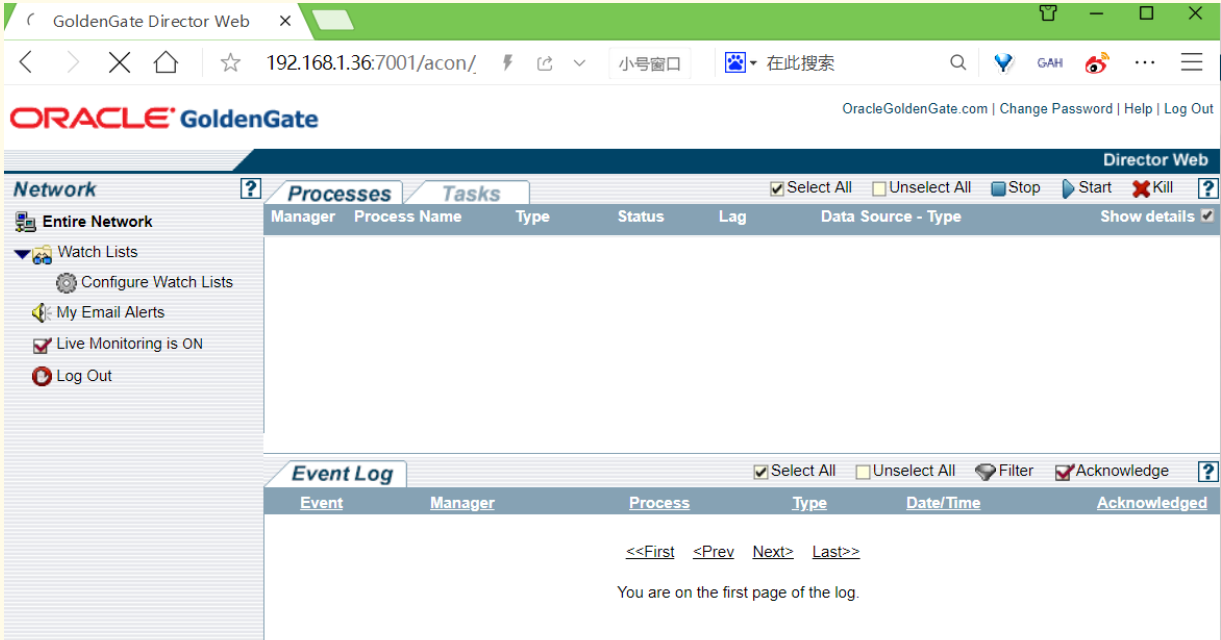 GoldenGate Director Web
192.168.1.36:7001/acon/ 小号窗口 在此搜索 GAH
ORACLE GoldenGate
OracleGoldenGate.com | Change Password | Help | Log Out
Director Web
Network ?
Processes Tasks Select All Unselect All Stop Start Kill ?
Manager Process Name Type Status Lag Data Source - Type Show details
Entire Network
Watch Lists
Configure Watch Lists
My Email Alerts
Live Monitoring is ON
Log Out
Event Log Select All Unselect All Filter Acknowledge ?
Event Manager Process Type Date/Time Acknowledged
<<First <Prev Next> Last>>
You are on the first page of the log.